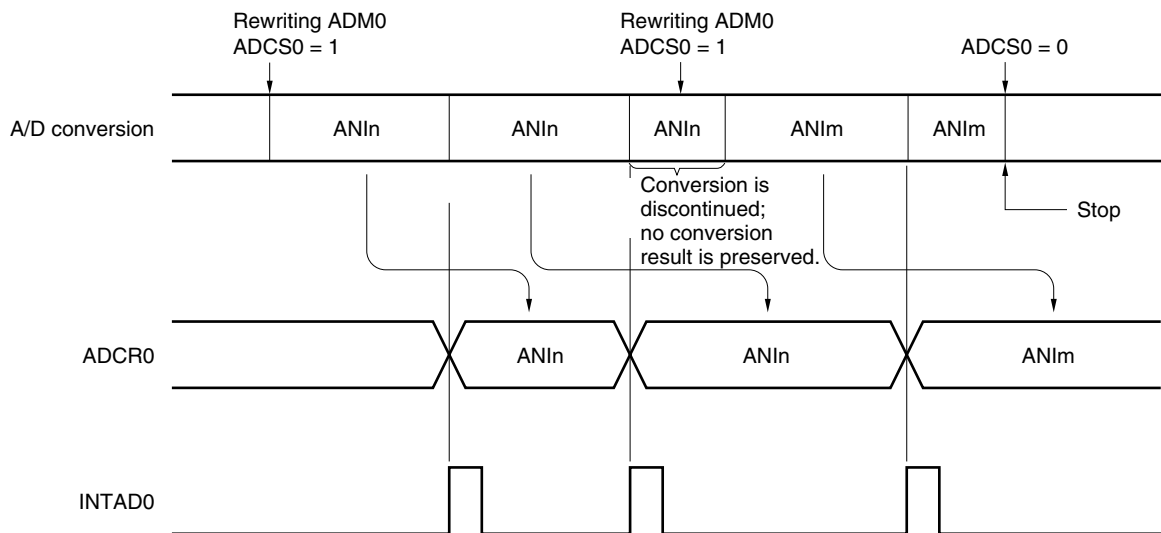 Rewriting ADM0
ADCS0 = 1
Rewriting ADM0
ADCS0 = 1
ADCS0 = 0
A/D conversion
ANIn
ANIn
ANIn
ANIm
ANIm
Conversion is
discontinued;
no conversion
result is preserved.
Stop
ADCR0
ANIn
ANIn
ANIm
INTAD0